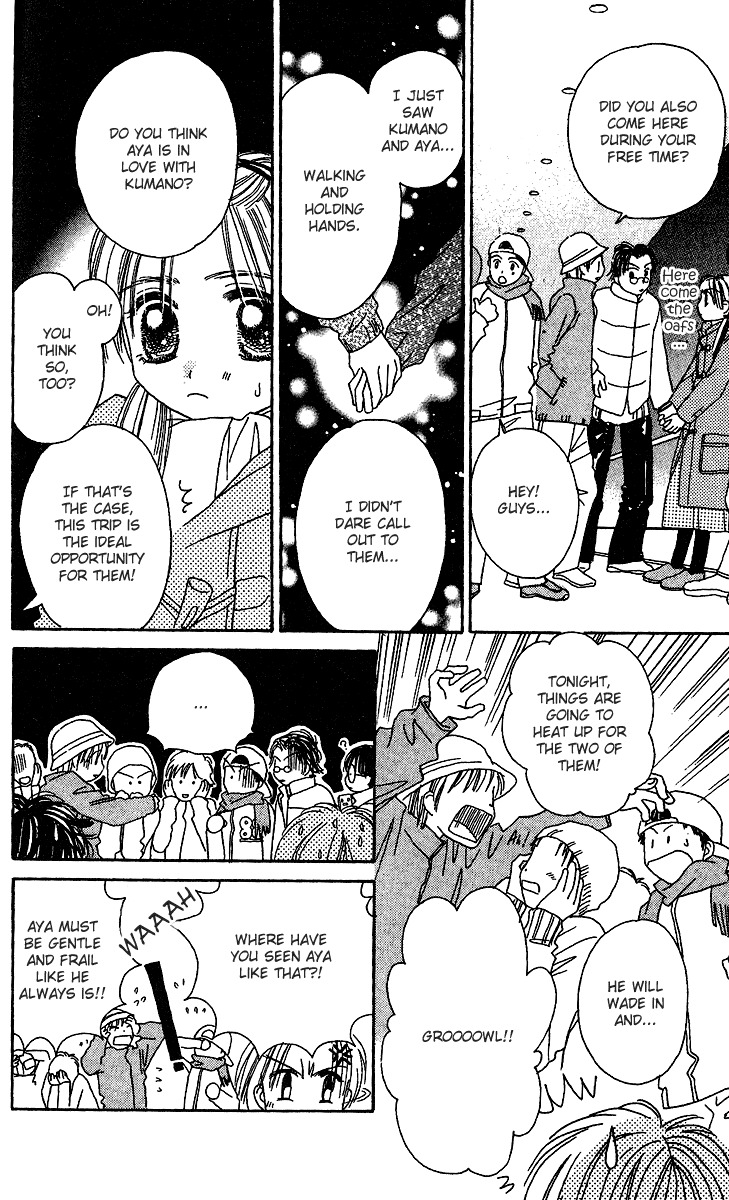 DID YOU ALSO
COME HERE
DURING YOUR
FREE TIME?
Here
come
the
oafs
...
HEY!
GUYS...
I JUST
SAW
KUMANO
AND AYA...
WALKING
AND
HOLDING
HANDS.
I DIDN'T
DARE CALL
OUT TO
THEM...
DO YOU THINK
AYA IS IN
LOVE WITH
KUMANO?
OH!
YOU
THINK
SO,
TOO?
IF THAT'S
THE CASE,
THIS TRIP IS
THE IDEAL
OPPORTUNITY
FOR THEM!
TONIGHT,
THINGS ARE
GOING TO
HEAT UP FOR
THE TWO OF
THEM!
Ai!
HE WILL
WADE IN
AND...
GROOOOWL!!
...
?
WHERE HAVE
YOU SEEN AYA
LIKE THAT?!
WAAAH
!
AYA MUST
BE GENTLE
AND FRAIL
LIKE HE
ALWAYS IS!!